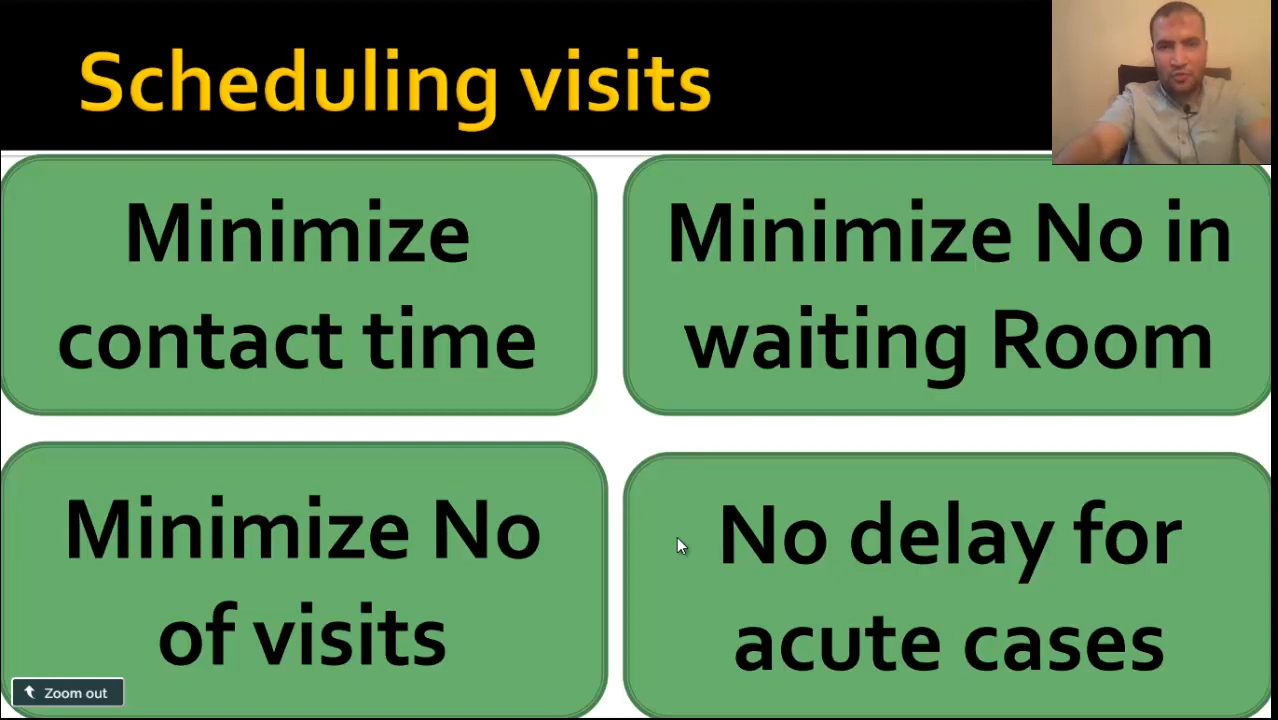 Scheduling visits
Minimize
contact time
Minimize No in
waiting Room
Minimize No
of visits
No delay for
acute cases
Zoom out